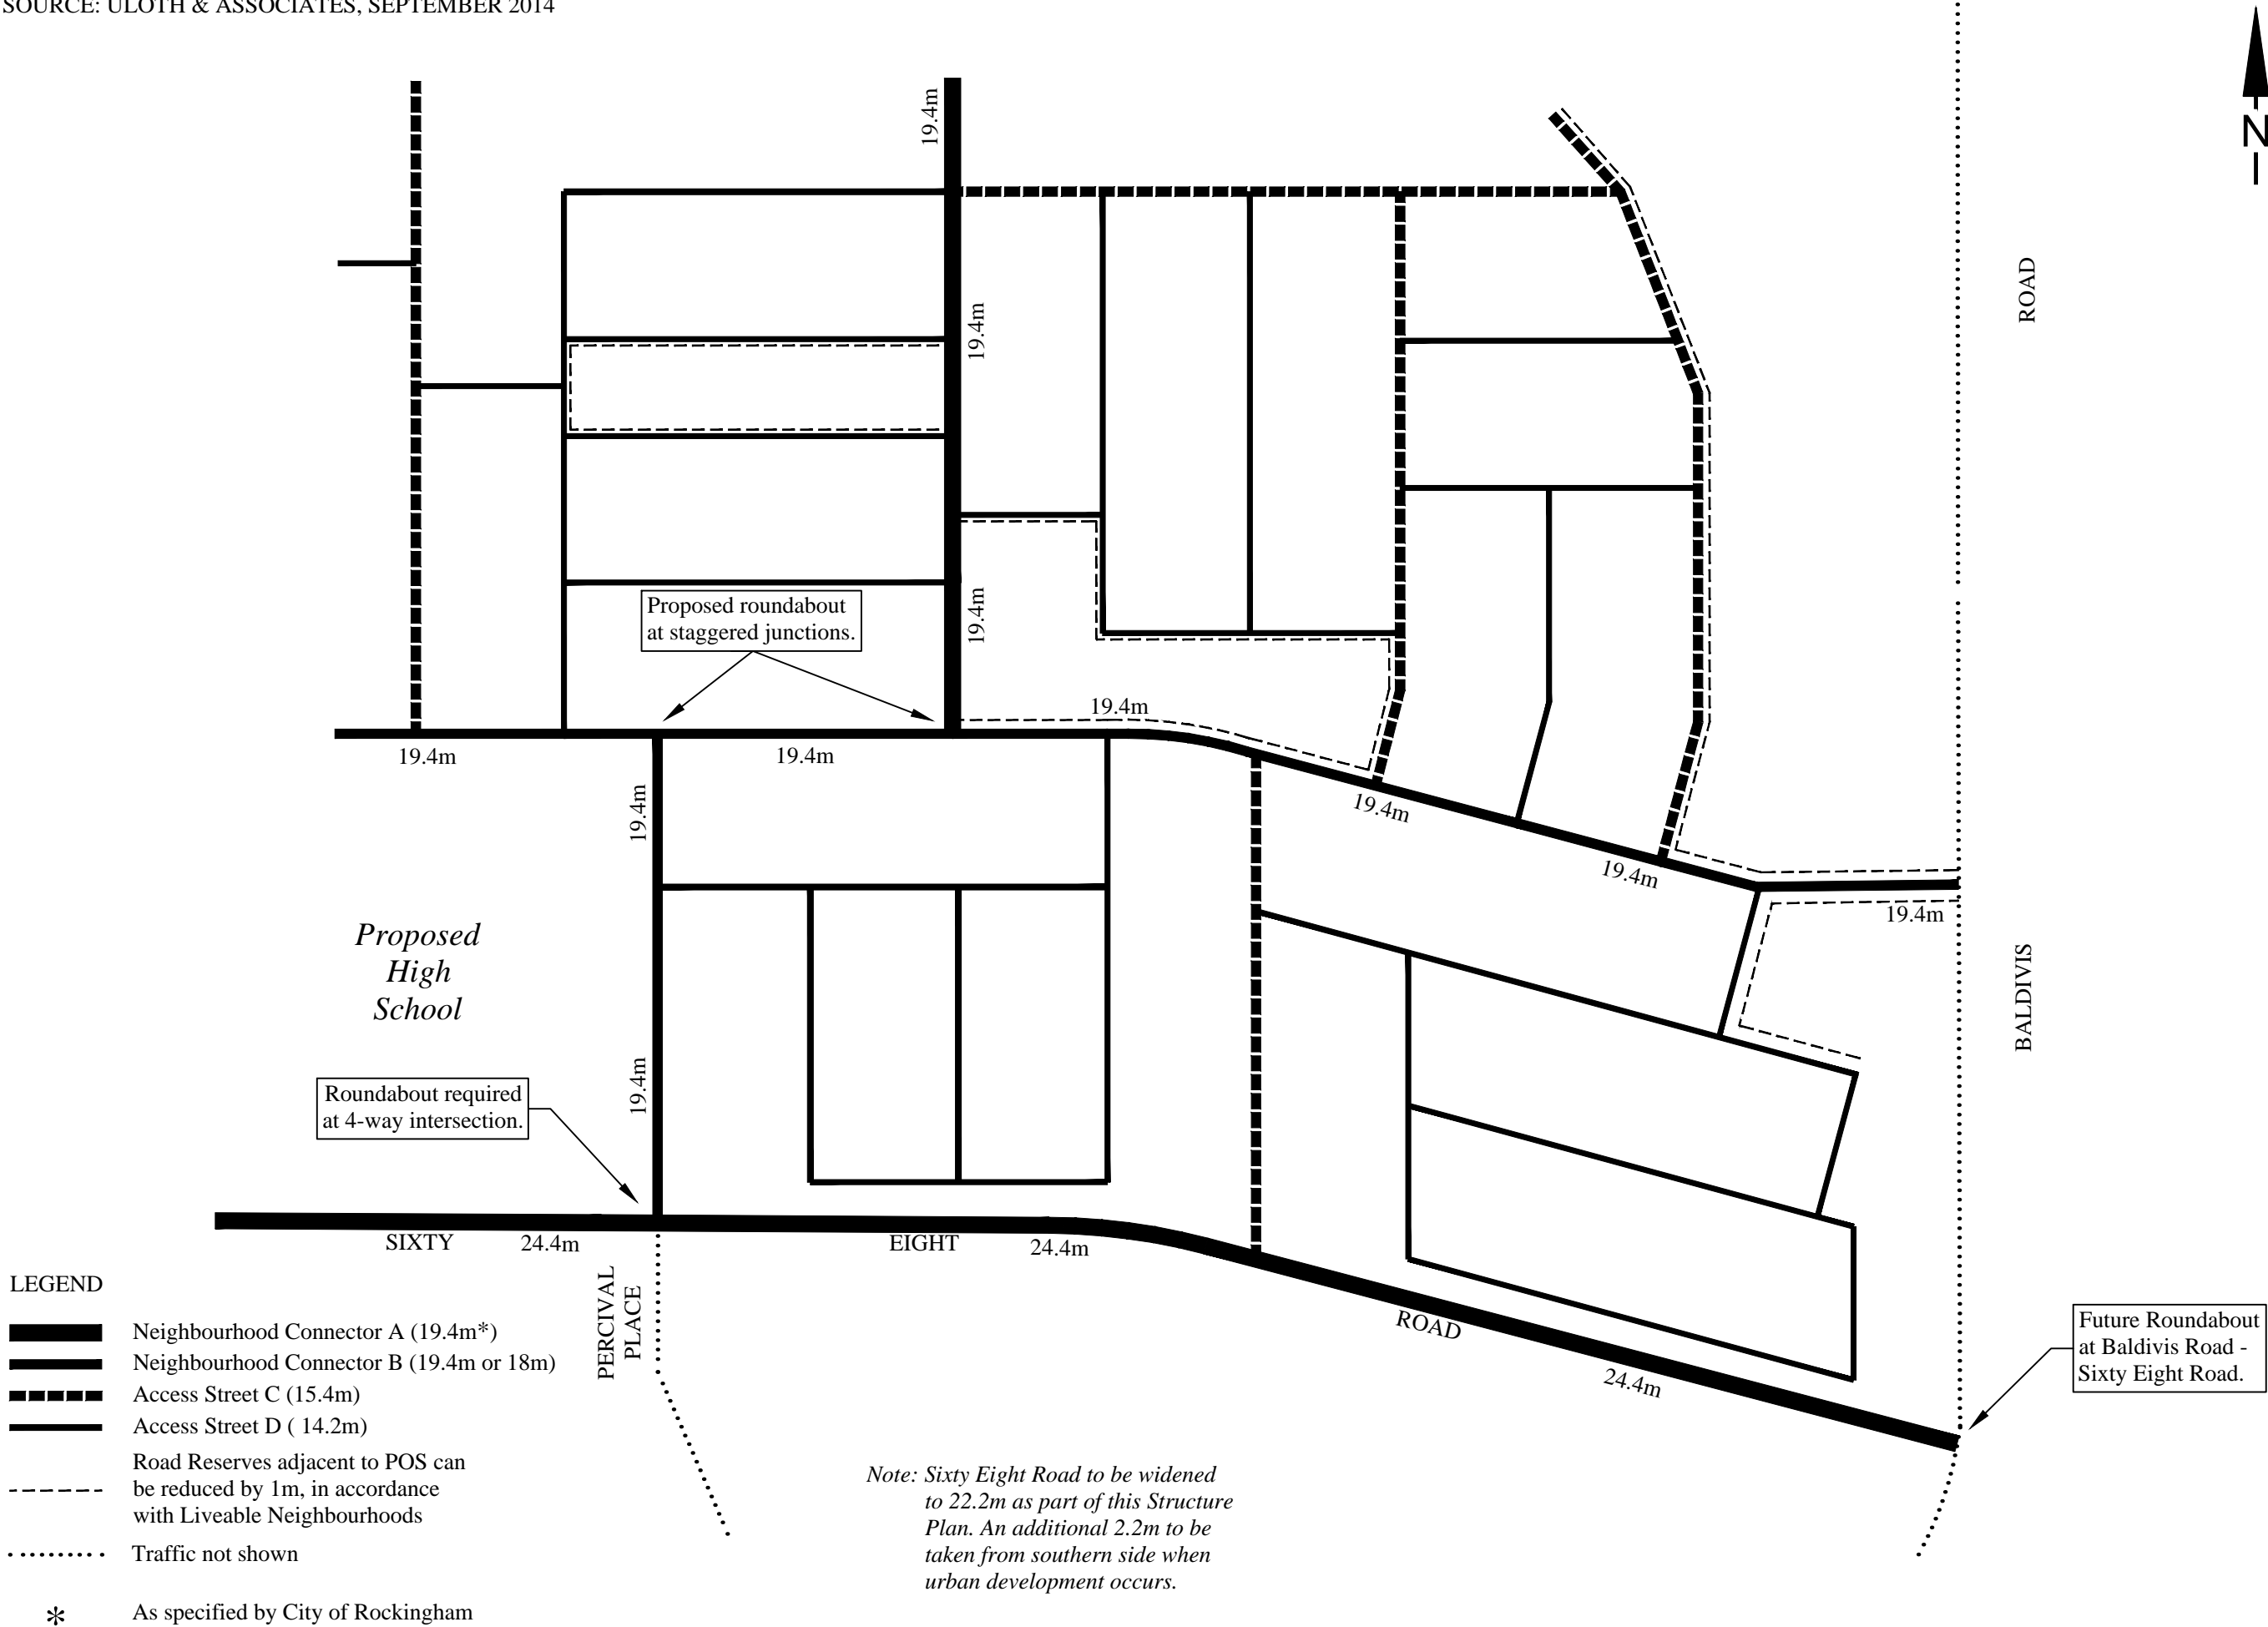 SOURCE: ULOTH & ASSOCIATES, SEPTEMBER 2014
N
19.4m
19.4m
19.4m
ROAD
Proposed roundabout
at staggered junctions.
19.4m
19.4m
19.4m
19.4m
19.4m
19.4m
19.4m
19.4m
BALDIVIS
Proposed
High
School
Roundabout required
at 4-way intersection.
SIXTY
24.4m
EIGHT
24.4m
ROAD
24.4m
PERCIVAL
PLACE
Future Roundabout
at Baldivis Road -
Sixty Eight Road.
LEGEND
Neighbourhood Connector A (19.4m*)
Neighbourhood Connector B (19.4m or 18m)
Access Street C (15.4m)
Access Street D ( 14.2m)
Road Reserves adjacent to POS can
be reduced by 1m, in accordance
with Liveable Neighbourhoods
Traffic not shown
* As specified by City of Rockingham
Note: Sixty Eight Road to be widened
to 22.2m as part of this Structure
Plan. An additional 2.2m to be
taken from southern side when
urban development occurs.